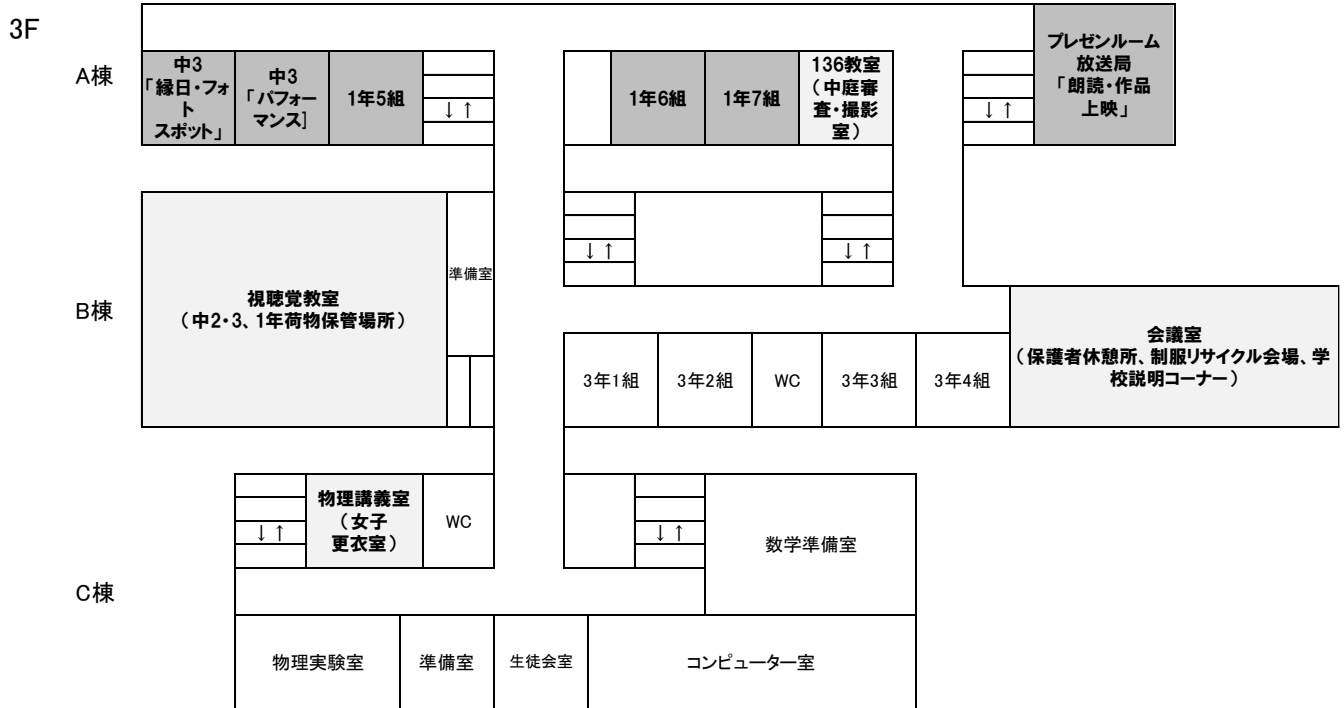 3F
A棟
中3
「縁日・フォ
ト
スポット」
中3
「パフォー
マンス]
1年5組
↓ ↑
1年6組
1年7組
136教室
（中庭審
査・撮影
室）
↓ ↑
プレゼンルーム
放送局
「朗読・作品
上映」
B棟
視聴覚教室
（中2・3、1年荷物保管場所）
準備室
↓ ↑
↓ ↑
3年1組
3年2組
WC
3年3組
3年4組
会議室
（保護者休憩所、制服リサイクル会場、学
校説明コーナー）
C棟
↓ ↑
物理講義室
（女子
更衣室）
WC
↓ ↑
数学準備室
物理実験室
準備室
生徒会室
コンピューター室